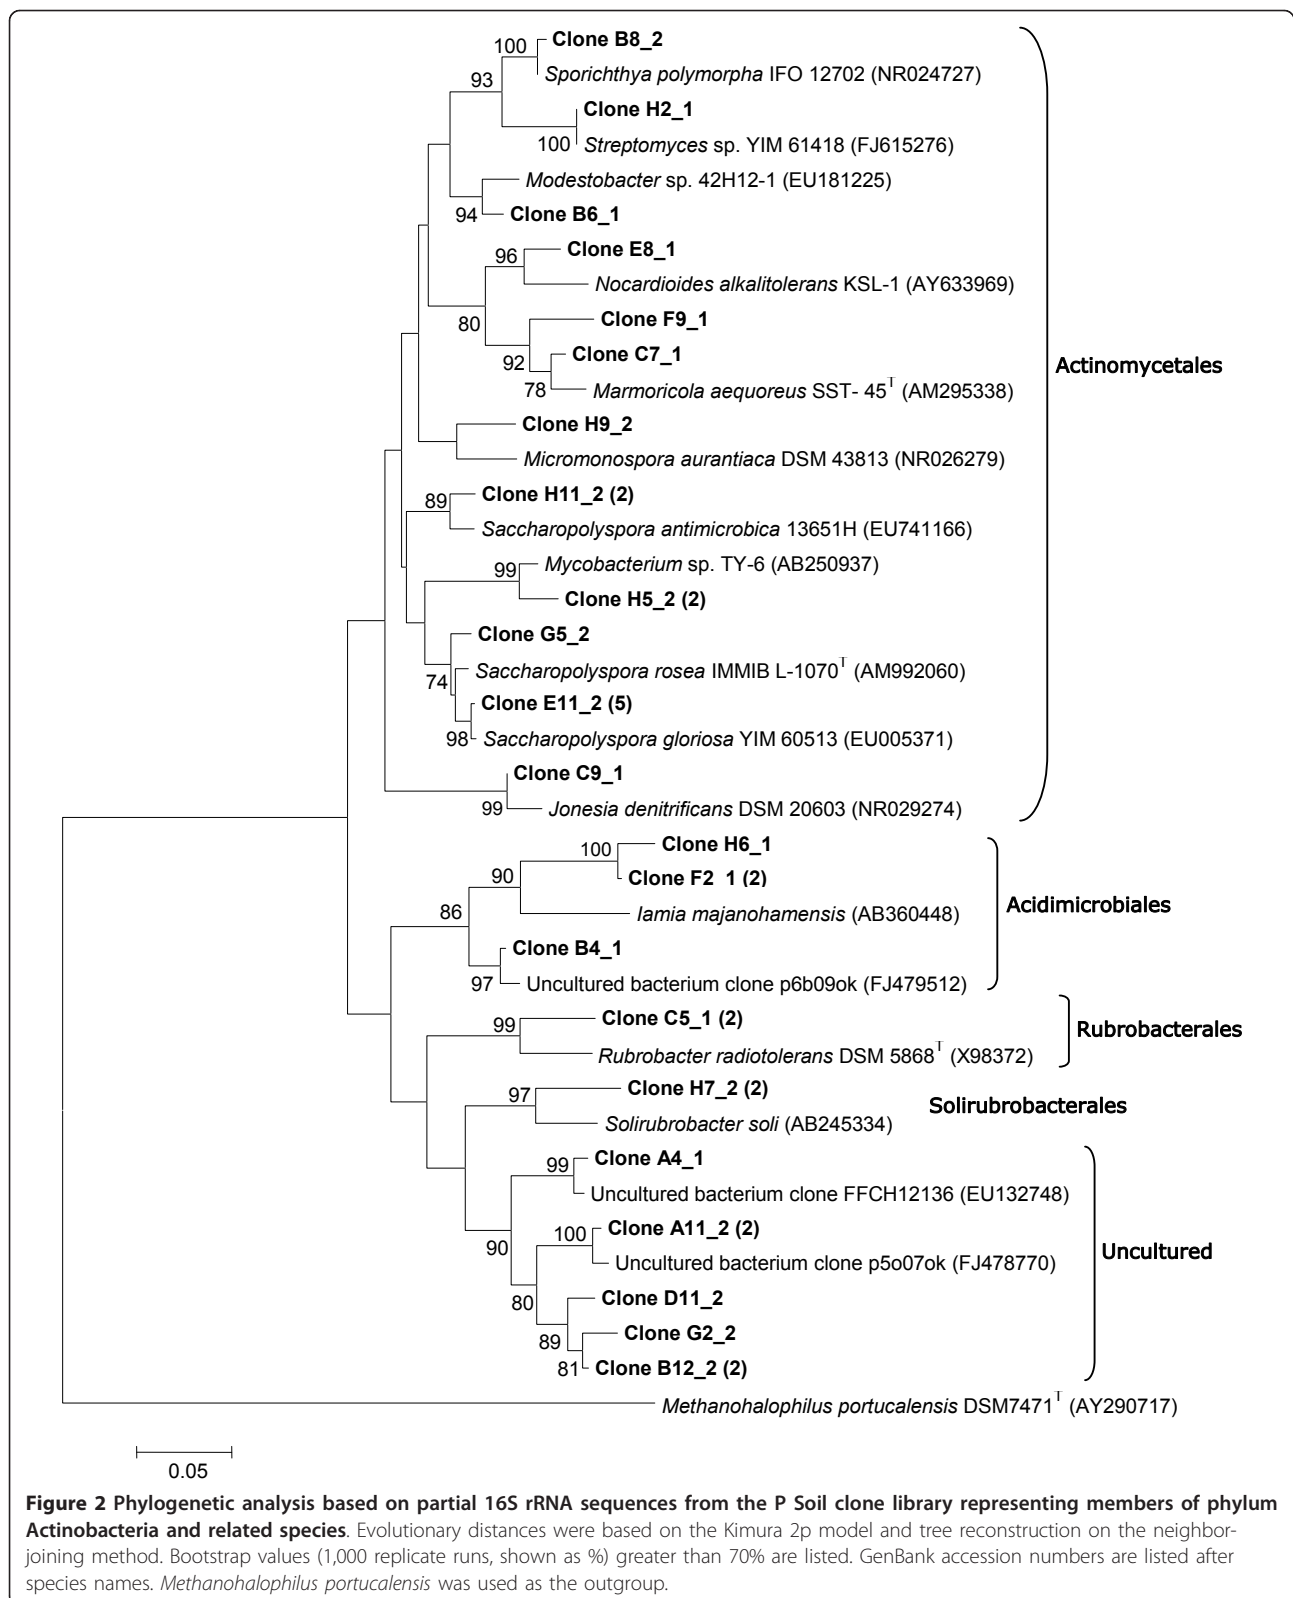 100 Clone B8_2
93 Sporichthya polymorpha IFO 12702 (NR024727)
Clone H2_1
100 Streptomyces sp. YIM 61418 (FJ615276)
Modestobacter sp. 42H12-1 (EU181225)
94 Clone B6_1
96 Clone E8_1
Nocardioides alkalitolerans KSL-1 (AY633969)
80 Clone F9_1
92 Clone C7_1
Actinomycetales
78 Marmoricola aequoreus SST- 45T (AM295338)
Clone H9_2
Micromonospora aurantiaca DSM 43813 (NR026279)
89 Clone H11_2 (2)
Saccharopolyspora antimicrobica 13651H (EU741166)
99 Mycobacterium sp. TY-6 (AB250937)
Clone H5_2 (2)
Clone G5_2
74 Saccharopolyspora rosea IMMIB L-1070T (AM992060)
Clone E11_2 (5)
98 Saccharopolyspora gloriosa YIM 60513 (EU005371)
Clone C9_1
99 Jonesia denitrificans DSM 20603 (NR029274)
100 Clone H6_1
90 Clone F2_1 (2)
86 Iamia majanohamensis (AB360448)
Acidimicrobiales
Clone B4_1
97 Uncultured bacterium clone p6b09ok (FJ479512)
99 Clone C5_1 (2)
Rubrobacterales
Rubrobacter radiotolerans DSM 5868T (X98372)
97 Clone H7_2 (2)
Solirubrobacterales
Solirubrobacter soli (AB245334)
99 Clone A4_1
Uncultured bacterium clone FFCH12136 (EU132748)
90 100 Clone A11_2 (2)
Uncultured
Uncultured bacterium clone p5o07ok (FJ478770)
80 Clone D11_2
89 Clone G2_2
81 Clone B12_2 (2)
Methanohalophilus portucalensis DSM7471T (AY290717)
0.05
Figure 2 Phylogenetic analysis based on partial 16S rRNA sequences from the P Soil clone library representing members of phylum
Actinobacteria and related species. Evolutionary distances were based on the Kimura 2p model and tree reconstruction on the neighbor-
joining method. Bootstrap values (1,000 replicate runs, shown as %) greater than 70% are listed. GenBank accession numbers are listed after
species names. Methanohalophilus portucalensis was used as the outgroup.